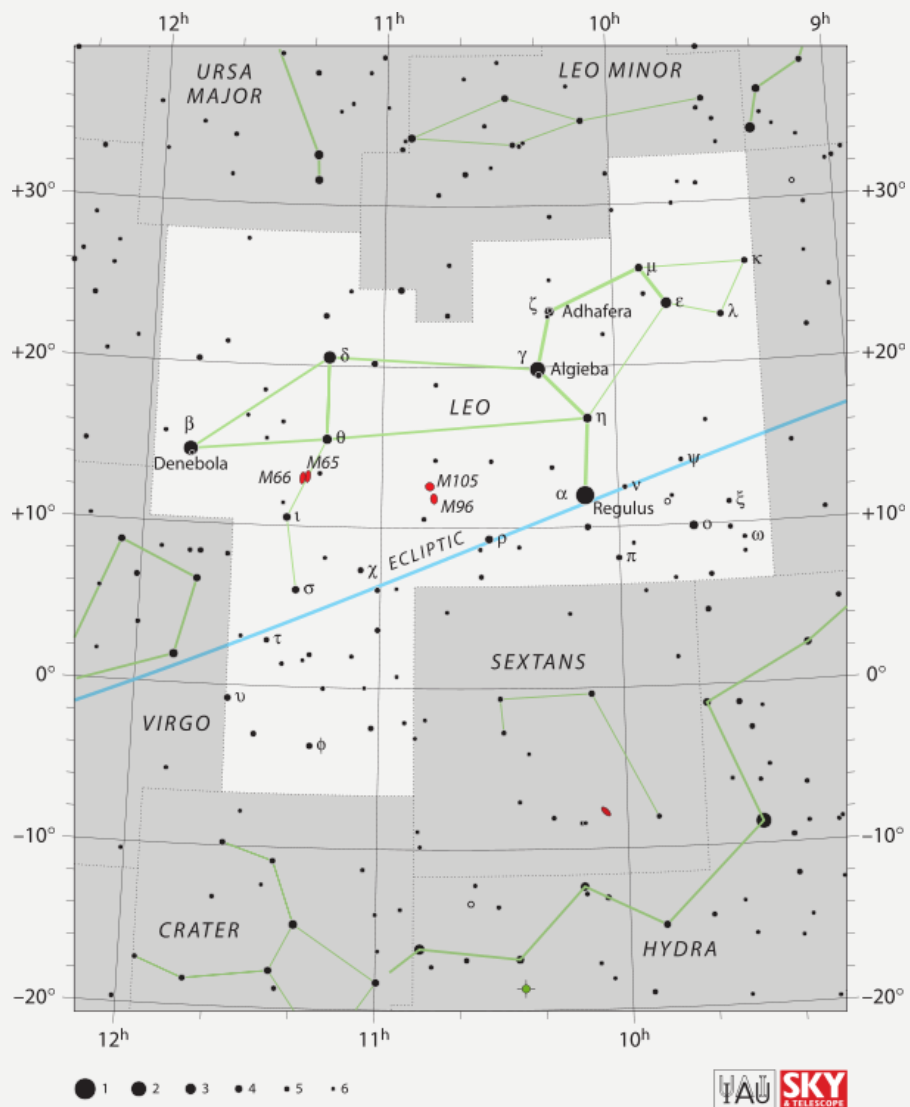 12h 11h 10h 9h
URSA
MAJOR
LEO MINOR
+30° +30°
μ κ
ε
ζ Adhafera λ
+20° +20°
δ γ Algieba
LEO
β η
θ
Denebola
M66 M65 ψ
M105 ν
α
M96 Regulus ξ
+10° +10°
ι ο
ρ ω
ECLIPTIC π
χ
σ
τ
SEXTANS
0° 0°
υ
VIRGO
φ
−10° −10°
CRATER
HYDRA
−20° −20°
12h 11h 10h
1 2 3 4 5 6
IAU SKY
& TELESCOPE